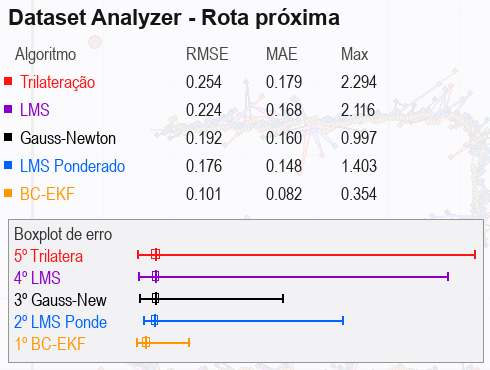 Dataset Analyzer - Rota próxima
Algoritmo RMSE MAE Max
Trilateração 0.254 0.179 2.294
LMS 0.224 0.168 2.116
Gauss-Newton 0.192 0.160 0.997
LMS Ponderado 0.176 0.148 1.403
BC-EKF 0.101 0.082 0.354
Boxplot de erro
5º Trilatera
4º LMS
3º Gauss-New
2º LMS Ponde
1º BC-EKF